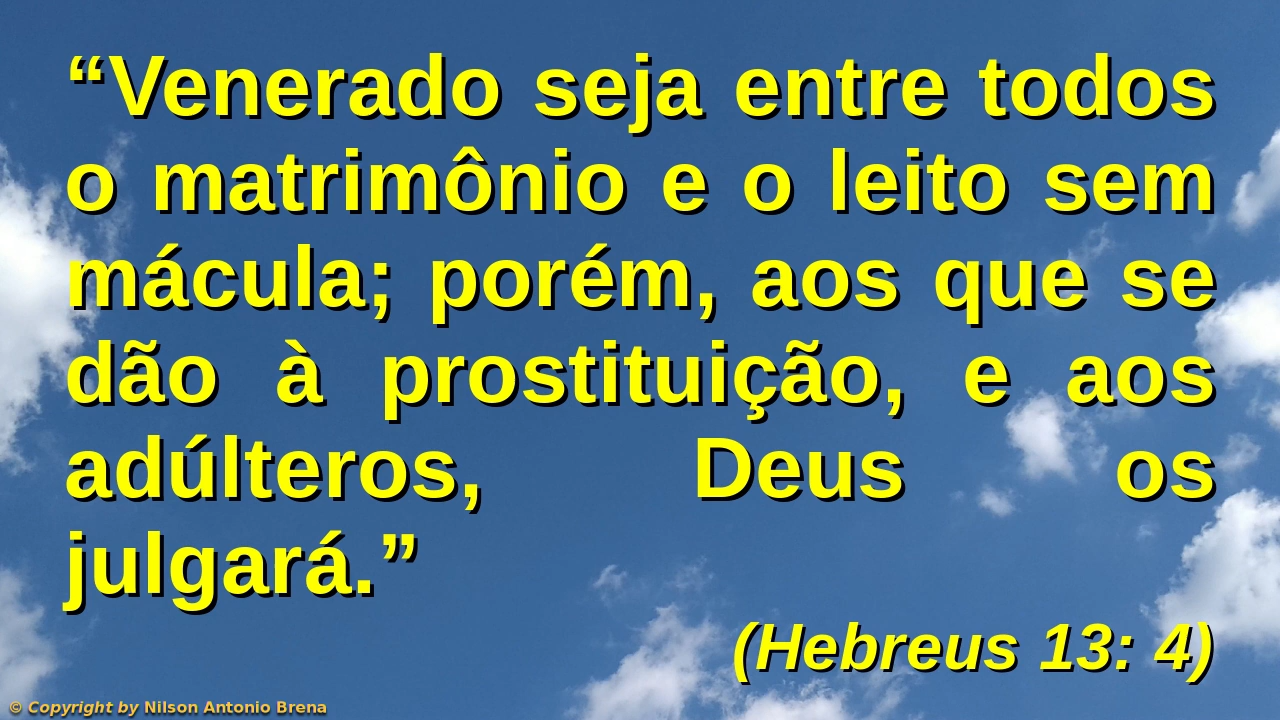 “Venerado seja entre todos
o matrimônio e o leito sem
mácula; porém, aos que se
dão à prostituição, e aos
adúlteros, Deus os
julgará.”
(Hebreus 13: 4)
© Copyright by Nilson Antonio Brena